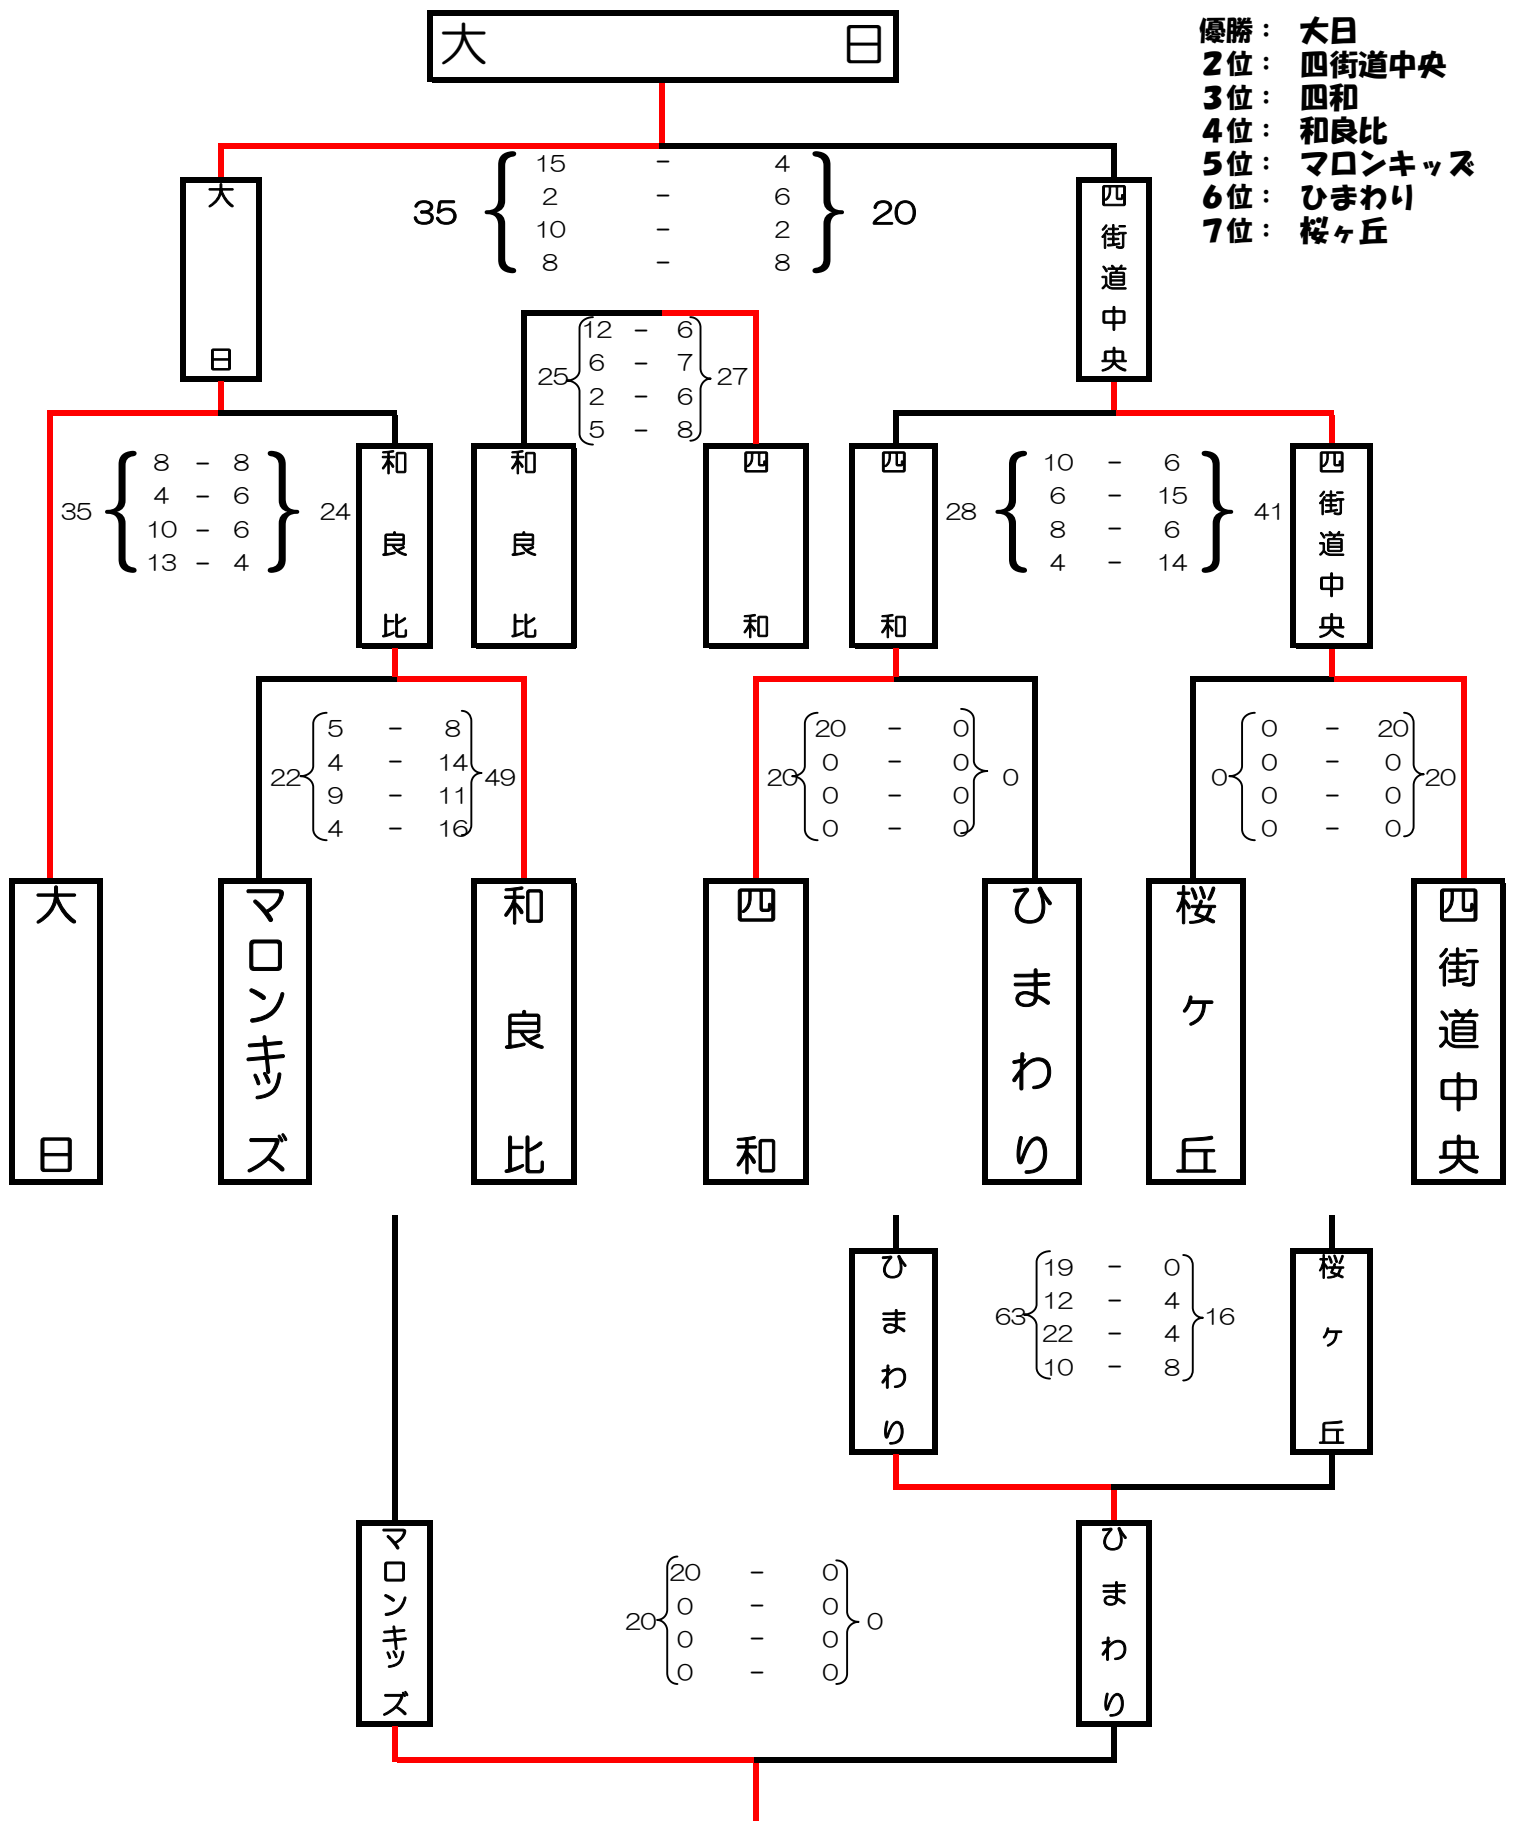 大日
優勝： 大日
2位： 四街道中央
3位： 四和
4位： 和良比
5位： マロンキッズ
6位： ひまわり
7位： 桜ヶ丘
大日
35
15 － 4
2 － 6
10 － 2
8 － 8
20
四街道中央
25
12 － 6
6 － 7
2 － 6
5 － 8
27
35
8 － 8
4 － 6
10 － 6
13 － 4
24
和良比
和良比
四和
四和
28
10 － 6
6 － 15
8 － 6
4 － 14
41
四街道中央
22
5 － 8
4 － 14
9 － 11
4 － 16
49
20
20 － 0
0 － 0
0 － 0
0 － 0
0
0
0 － 20
0 － 0
0 － 0
0 － 0
20
大日
マロンキッズ
和良比
四和
ひまわり
桜ヶ丘
四街道中央
ひまわり
63
19 － 0
12 － 4
22 － 4
10 － 8
16
桜ヶ丘
マロンキッズ
20
20 － 0
0 － 0
0 － 0
0 － 0
0
ひまわり